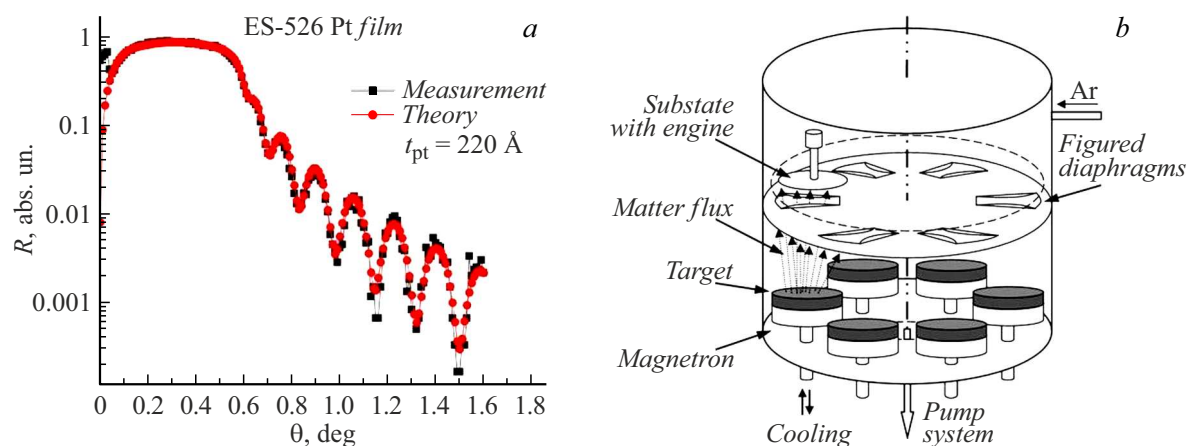 ES-526 Pt film
a
1
0.1
0.01
0.001
R, abs. un.
Measurement
Theory
t_pt = 220 Å
0 0.2 0.4 0.6 0.8 1.0 1.2 1.4 1.6 1.8
θ, deg
b
Ar
Substate
with engine
Figured
diaphragms
Matter flux
Target
Magnetron
Cooling
Pump
system